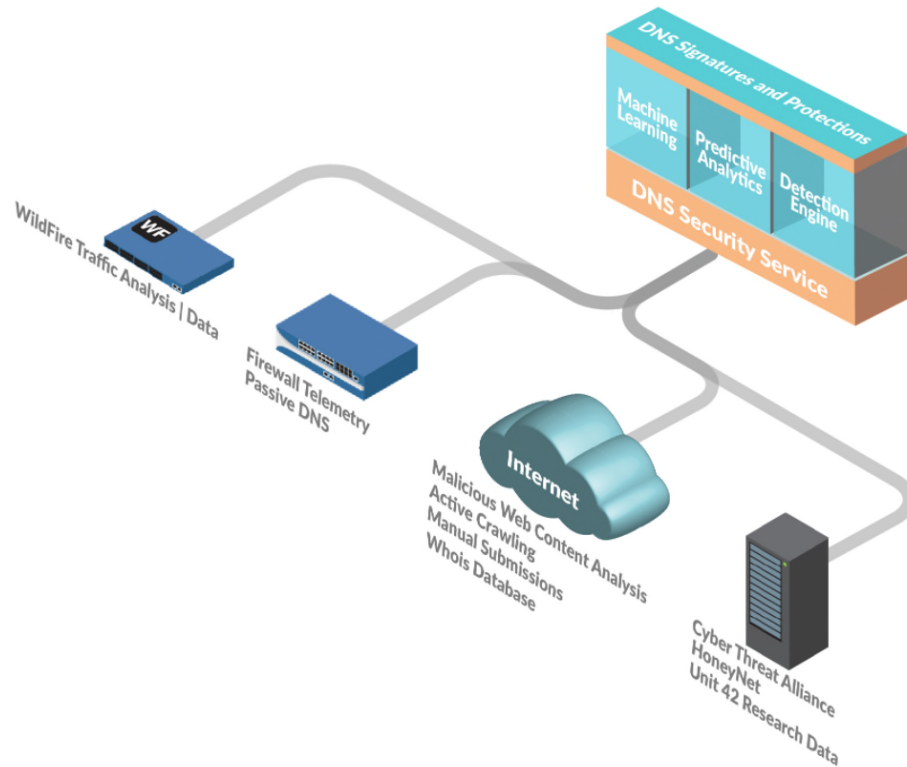 DNS Signatures and Protections
Machine
Learning
Predictive
Analytics
Detection
Engine
DNS Security Service
WF
WildFire Traffic Analysis | Data
Firewall Telemetry
Passive DNS
Internet
Malicious Web Content Analysis
Active Crawling
Manual Submissions
Whois Database
Cyber Threat Alliance
HoneyNet
Unit 42 Research Data